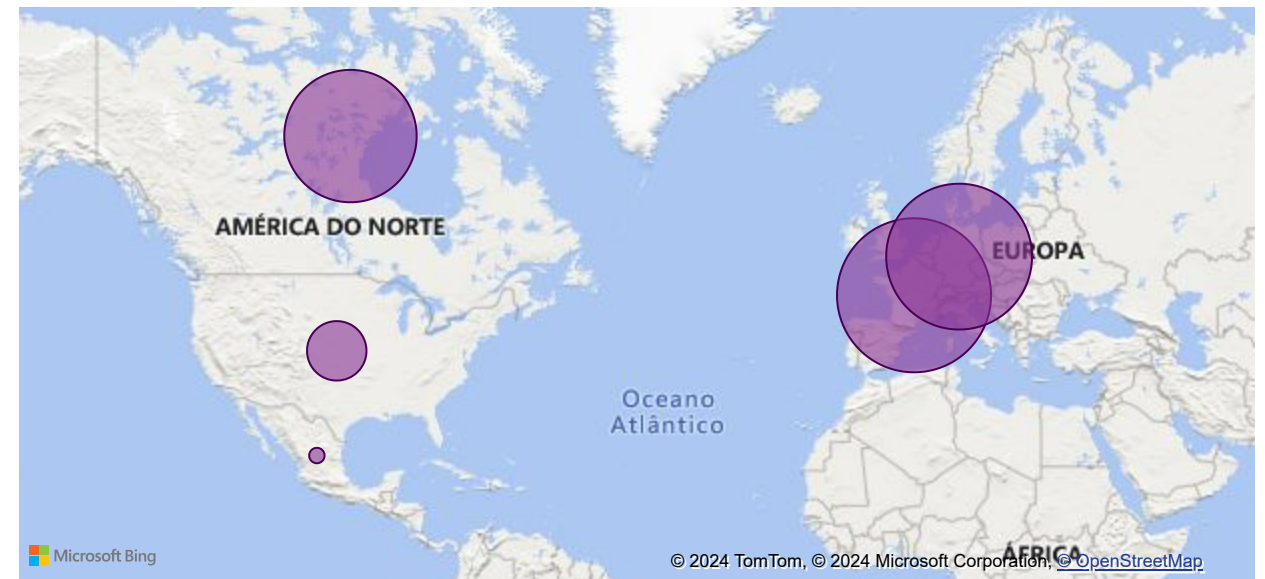 AMÉRICA DO NORTE
EUROPA
Oceano
Atlântico
ÁFRICA
Microsoft Bing
© 2024 TomTom, © 2024 Microsoft Corporation, © OpenStreetMap